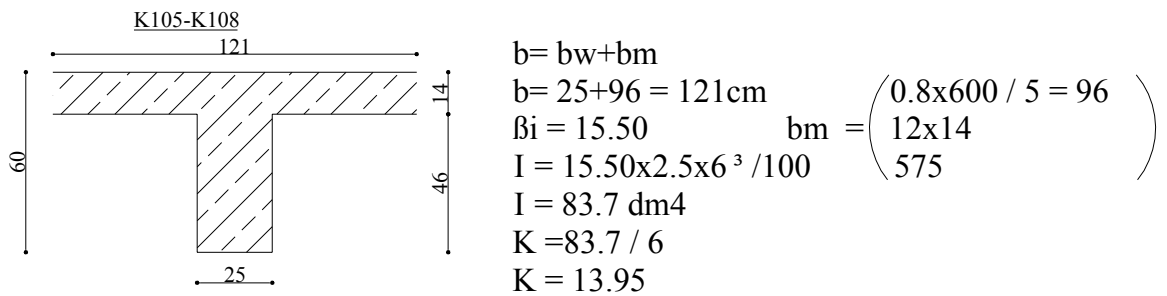 K105-K108
121
60
14
46
25
b= bw+bm
b= 25+96 = 121cm
ßi = 15.50
I = 15.50x2.5x6 ³ /100
I = 83.7 dm4
K =83.7 / 6
K = 13.95
bm =
0.8x600 / 5 = 96
12x14
575